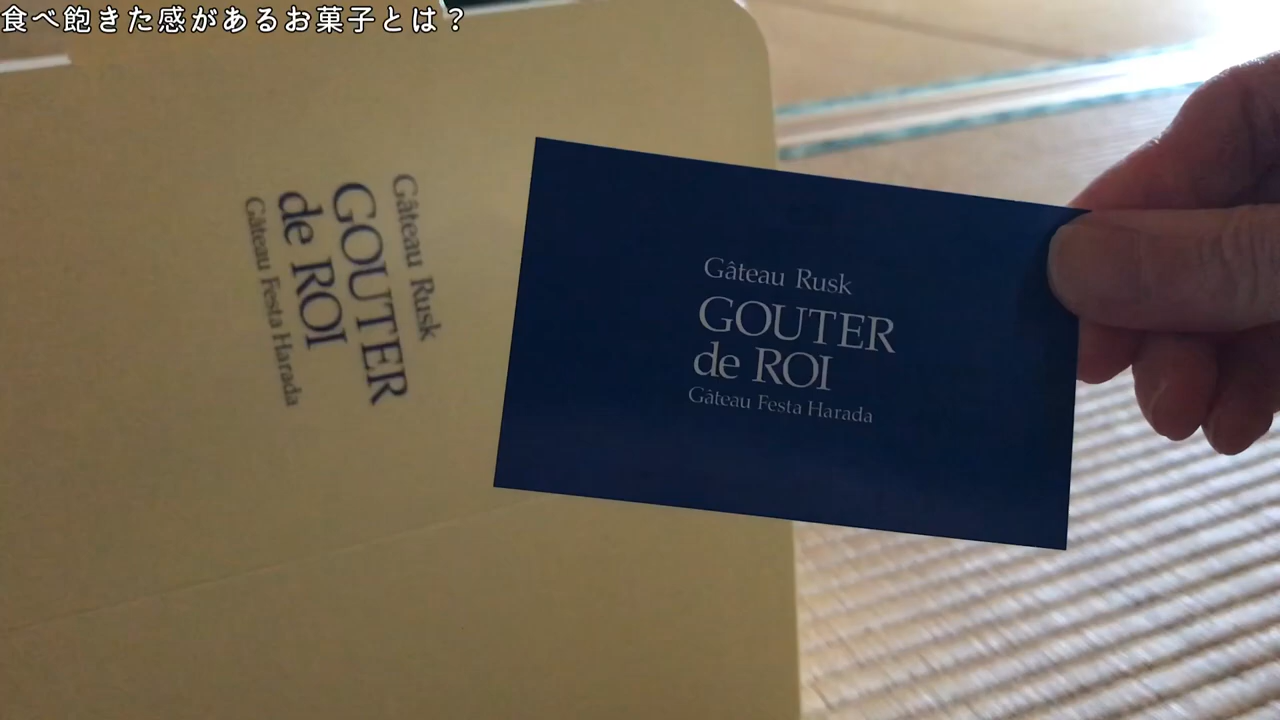 食べ飽きた感があるお菓子とは？
Gâteau Rusk
GOUTER
de ROI
Gâteau Festa Harada
Gâteau Rusk
GOUTER
de ROI
Gâteau Festa Harada